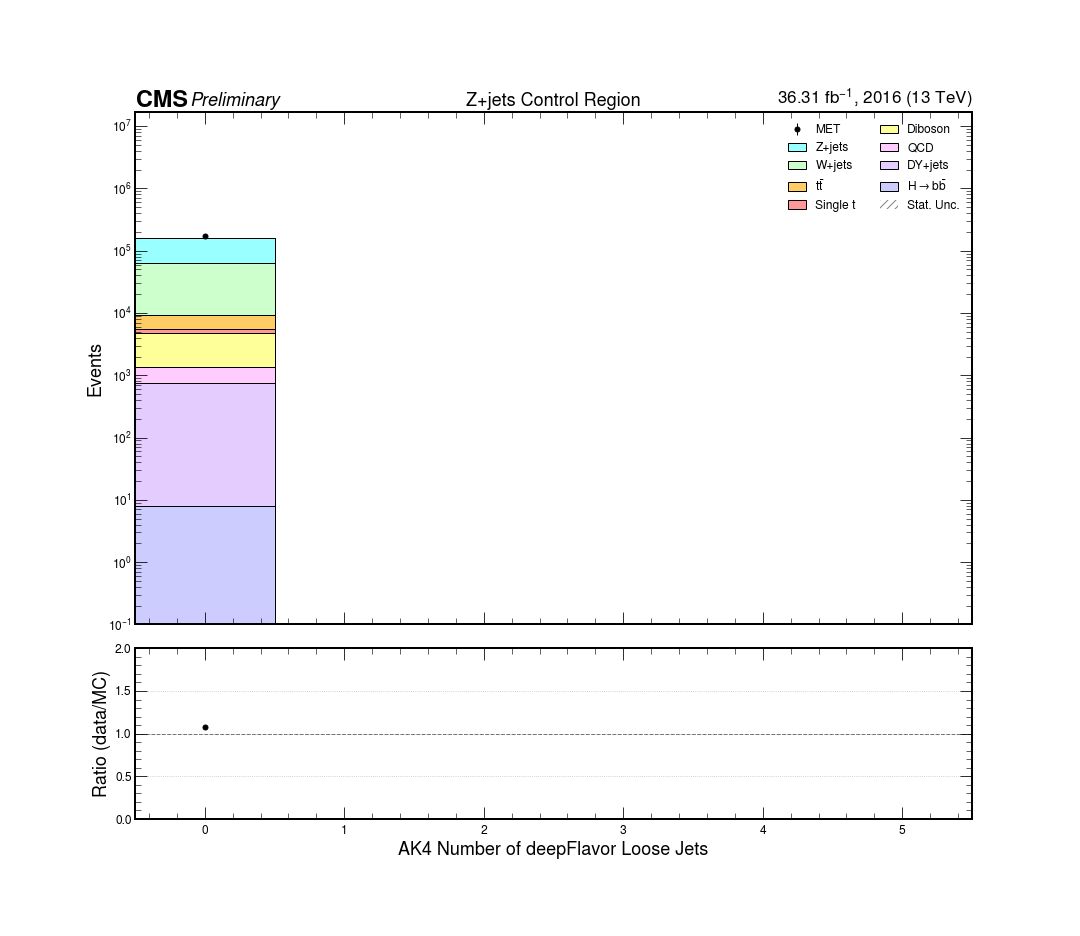 CMS Preliminary Z+jets Control Region 36.31 fb⁻¹, 2016 (13 TeV)
MET Diboson
Z+jets QCD
W+jets DY+jets
tt̄ H→bb̄
Single t Stat. Unc.
10⁷
10⁶
10⁵
10⁴
10³
10²
10¹
10⁰
10⁻¹
Events
2.0
1.5
1.0
0.5
0.0
Ratio (data/MC)
0 1 2 3 4 5
AK4 Number of deepFlavor Loose Jets